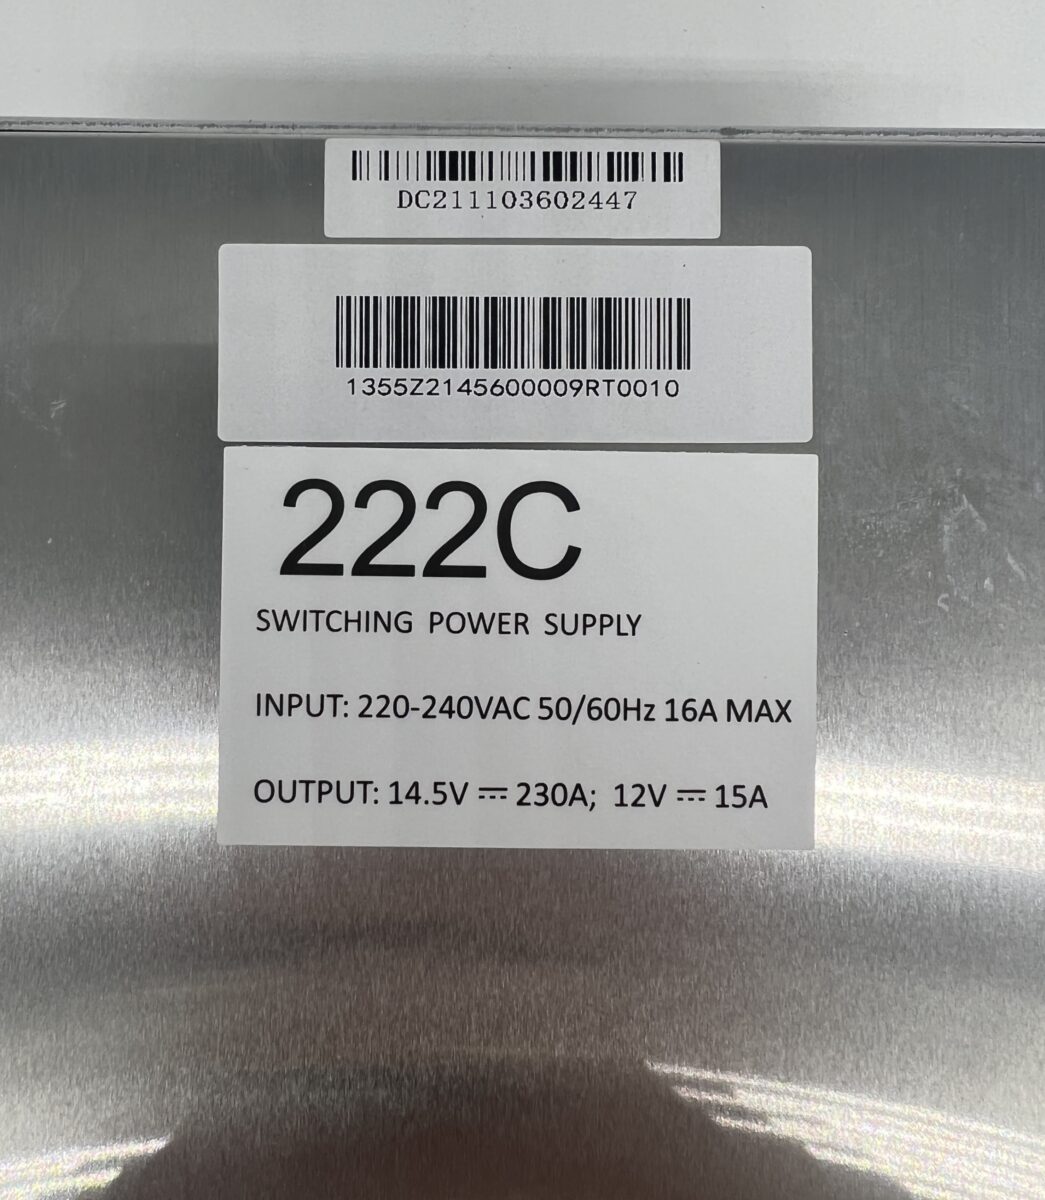 DC211103602447
1355Z2145600009RT0010
222C
SWITCHING POWER SUPPLY
INPUT: 220-240VAC 50/60Hz 16A MAX
OUTPUT: 14.5V ⎓ 230A; 12V ⎓ 15A